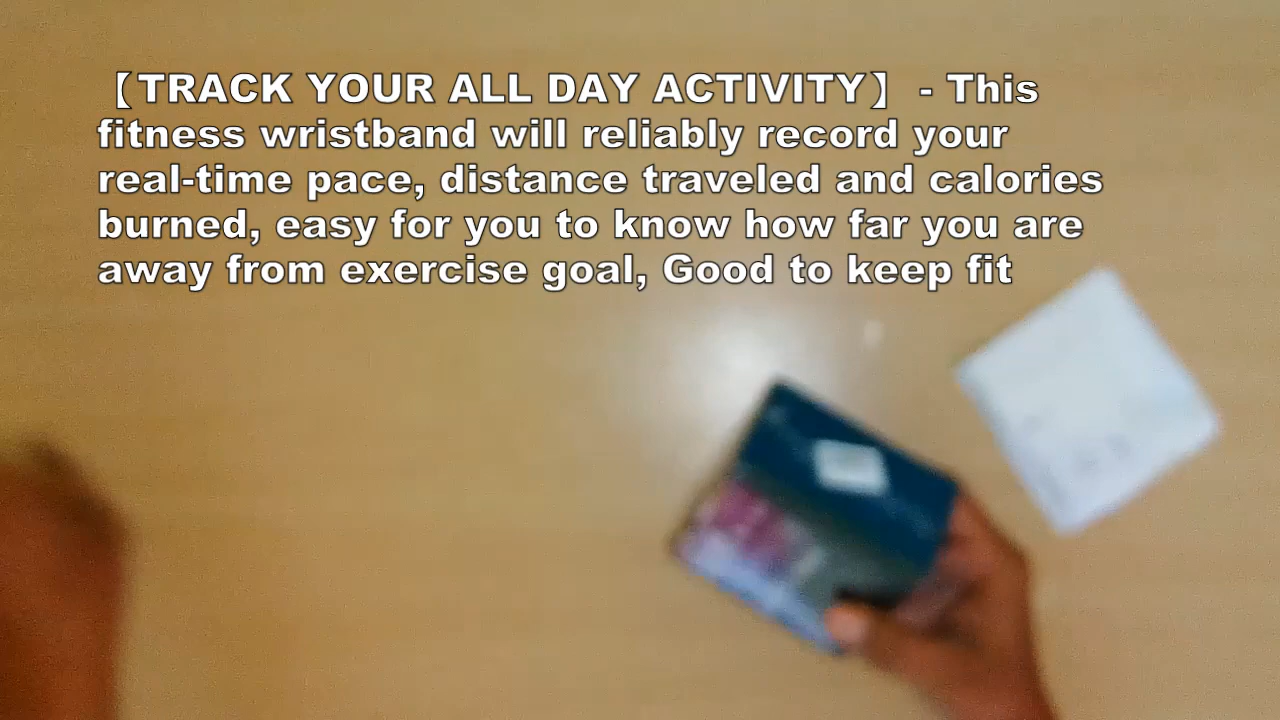 【TRACK YOUR ALL DAY ACTIVITY】 - This
fitness wristband will reliably record your
real-time pace, distance traveled and calories
burned, easy for you to know how far you are
away from exercise goal, Good to keep fit